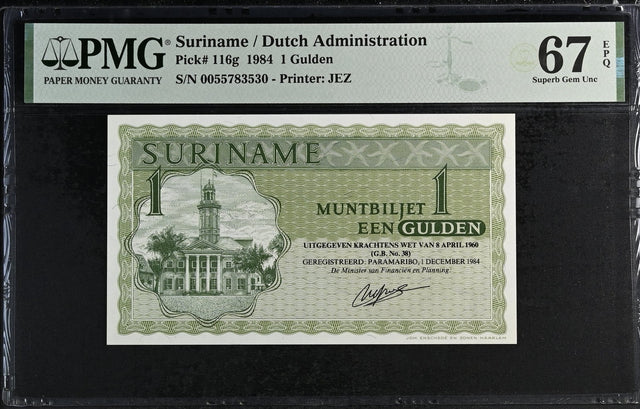 PMG
PAPER MONEY GUARANTY
Suriname / Dutch Administration
Pick# 116g 1984 1 Gulden
S/N 0055783530 - Printer: JEZ
67 EPQ
Superb Gem Unc
SURINAME
1
MUNTBILJET 1
EEN GULDEN
UITGEGEVEN KRACHTENS WET VAN 8 APRIL 1960
(G.B. No. 38)
GEREGISTREERD: PARAMARIBO, 1 DECEMBER 1984
De Minister van Financiën en Planning.
JOH. ENSCHEDE EN ZONEN HAARLEM